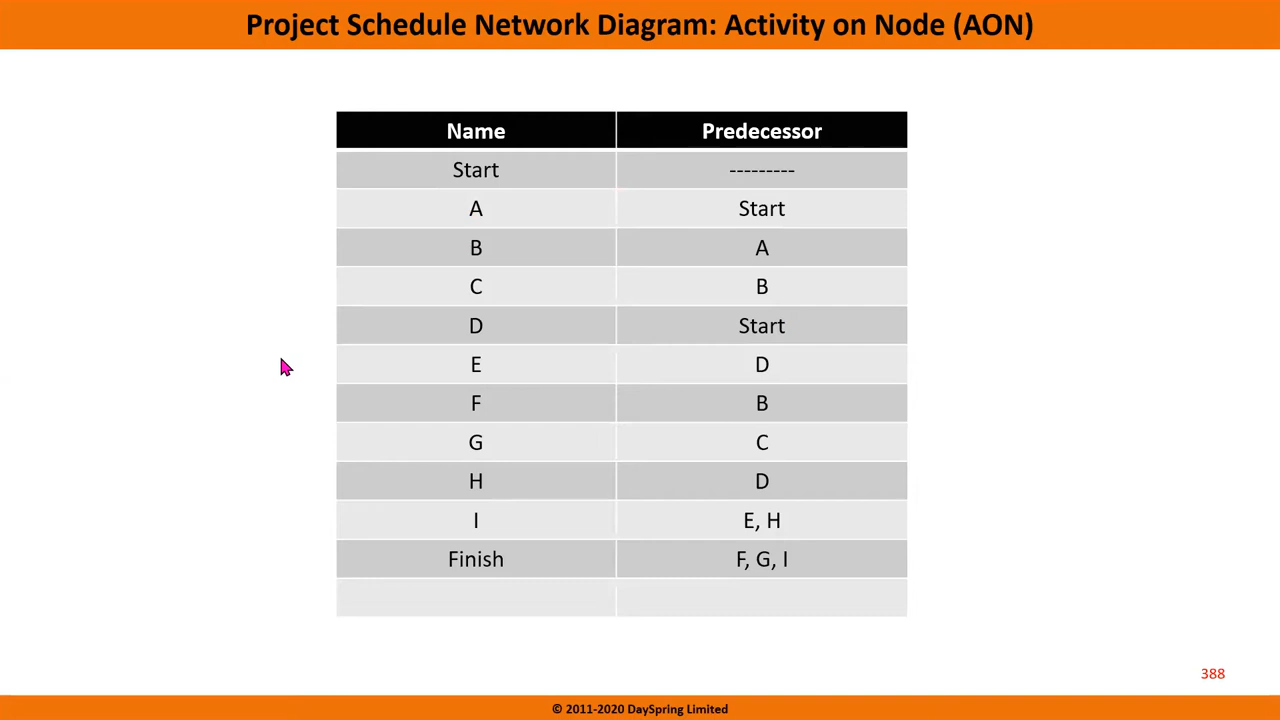 Project Schedule Network Diagram: Activity on Node (AON)
Name Predecessor
Start ---------
A Start
B A
C B
D Start
E D
F B
G C
H D
I E, H
Finish F, G, I
388
© 2011-2020 DaySpring Limited